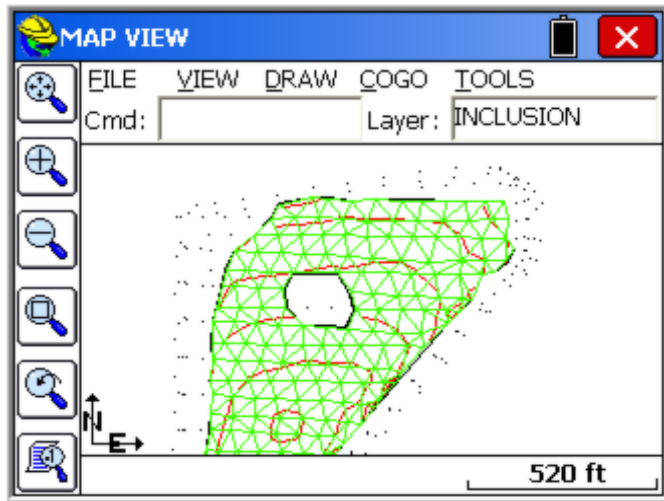 MAP VIEW
FILE VIEW DRAW COGO TOOLS
Cmd: Layer: INCLUSION
N
E
520 ft